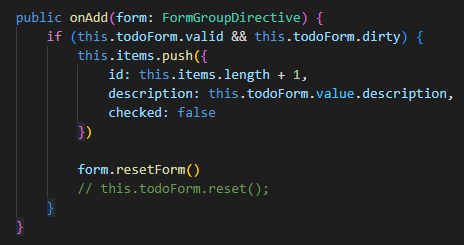 public onAdd(form: FormGroupDirective) {
    if (this.todoForm.valid && this.todoForm.dirty) {
        this.items.push({
            id: this.items.length + 1,
            description: this.todoForm.value.description,
            checked: false
        })

        form.resetForm()
        // this.todoForm.reset();
    }
}